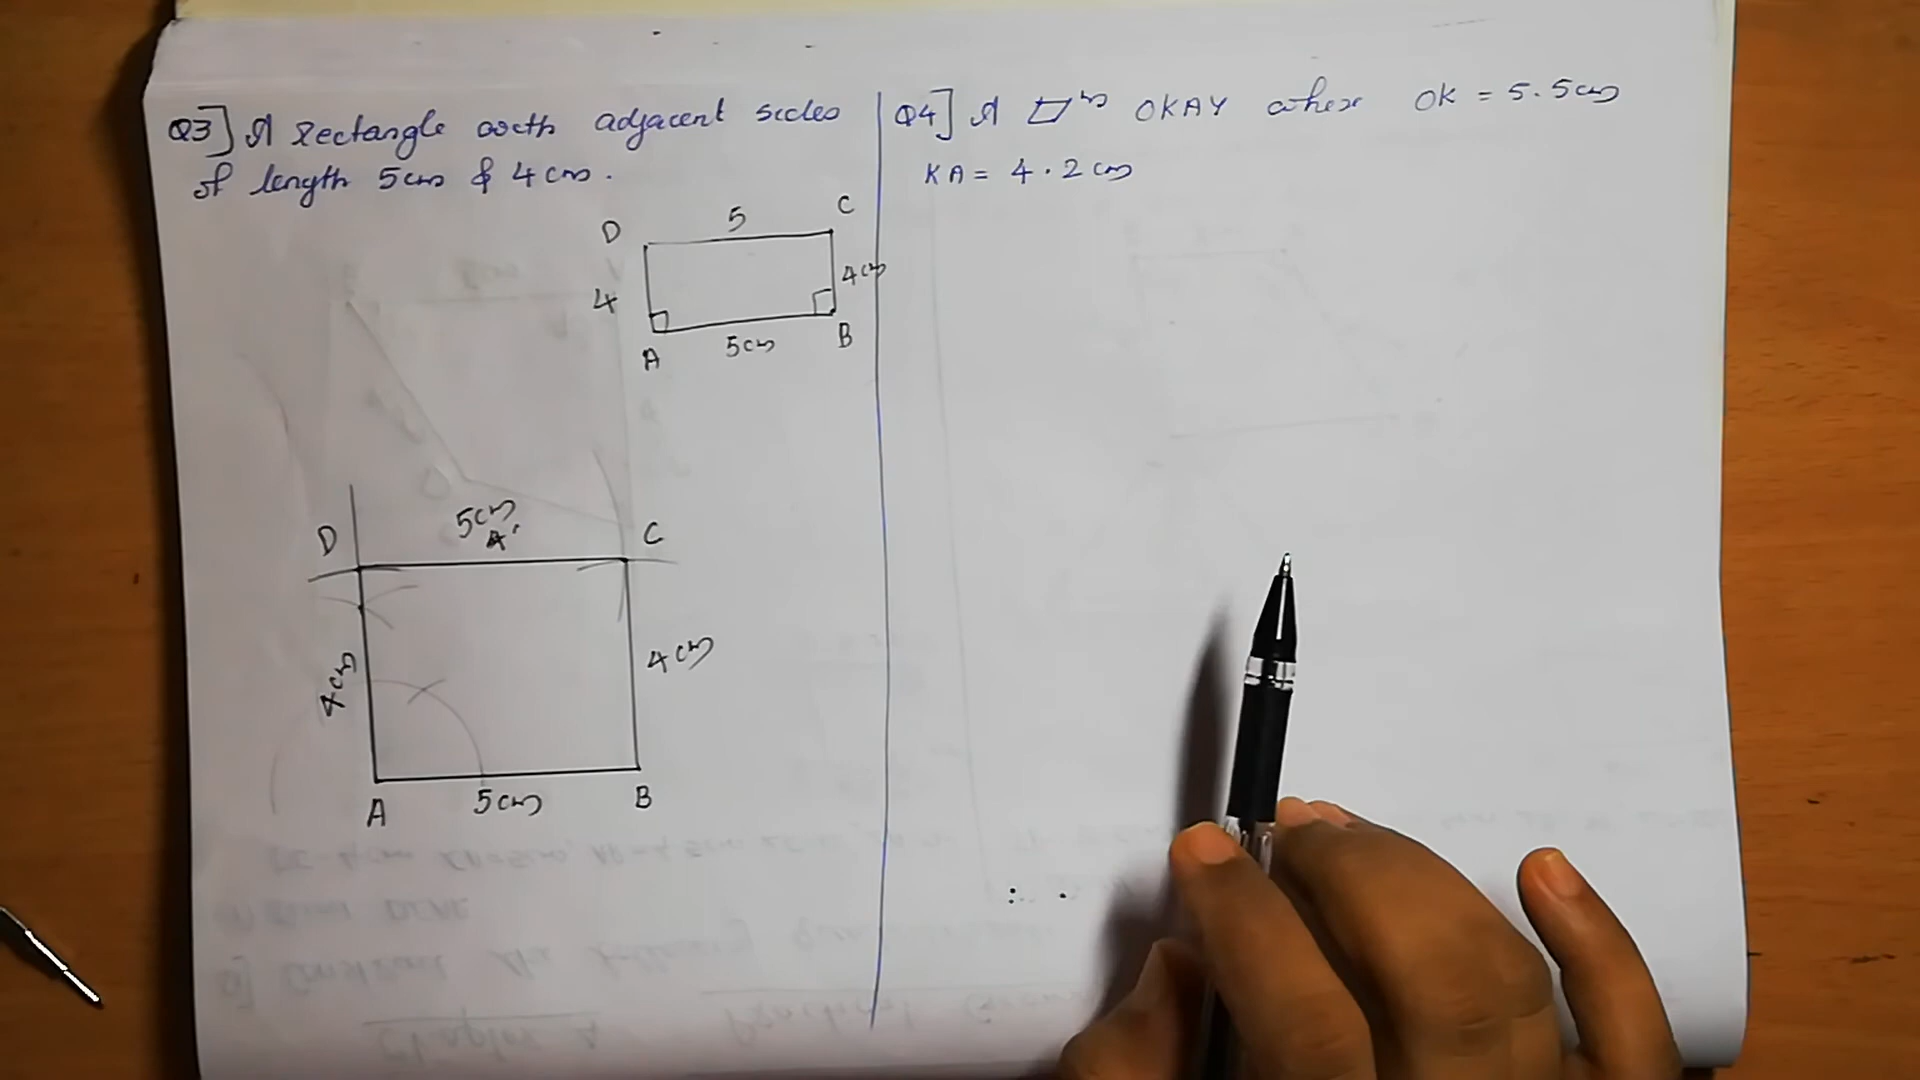 Q3] A rectangle with adjacent sides
of length 5cm & 4cm.
D
5
C
4
4cm
A
5cm
B
D
5cm
C
4cm
4cm
A
5cm
B
Q4] A ▱m OKAY where OK = 5.5cm
KA = 4.2cm